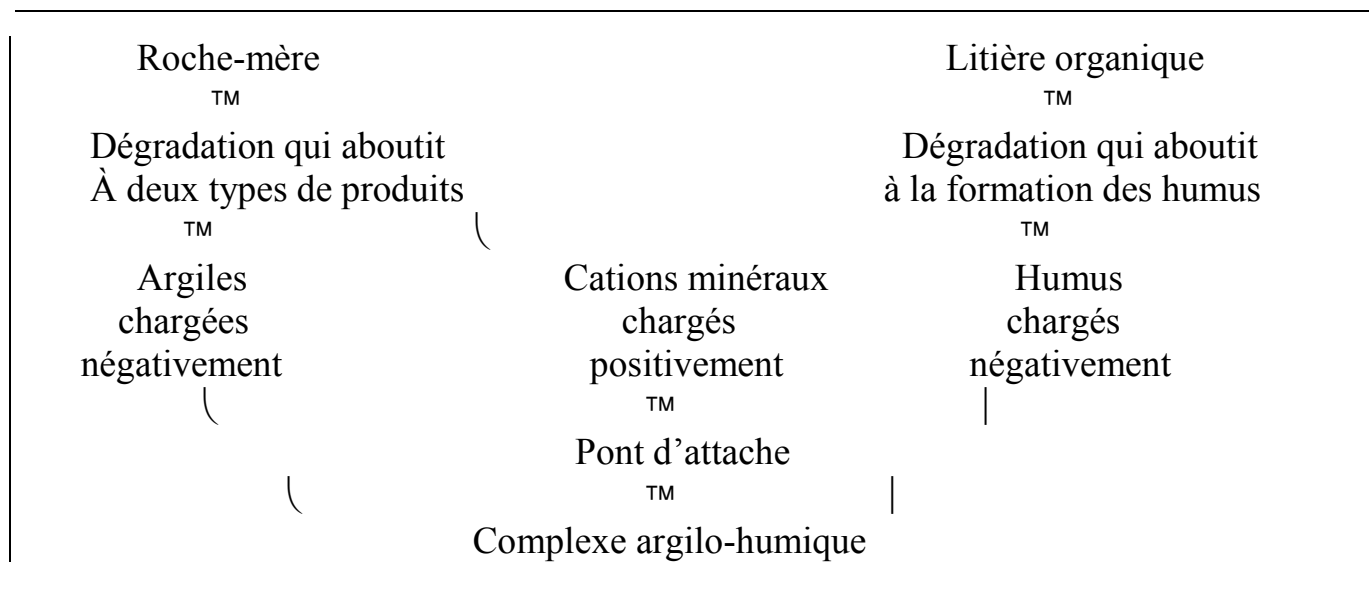 Roche-mère
Litière organique
™
™
Dégradation qui aboutit
Dégradation qui aboutit
À deux types de produits
à la formation des humus
™
™
Argiles
Cations minéraux
Humus
chargées
chargés
chargés
négativement
positivement
négativement
™
Pont d’attache
™
Complexe argilo-humique